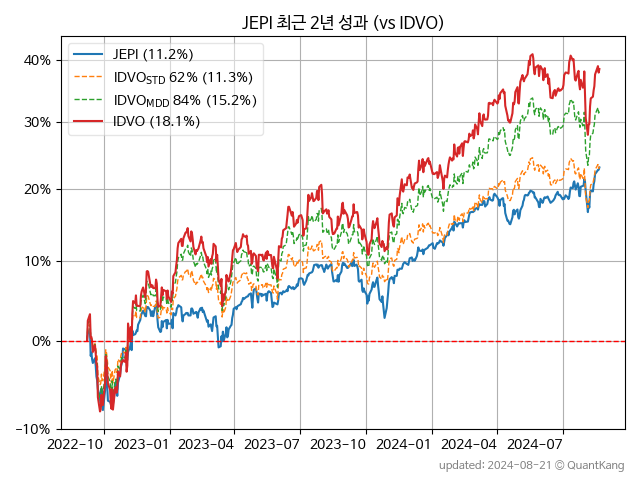 JEPI 최근 2년 성과 (vs IDVO)
JEPI (11.2%)
IDVO_STD 62% (11.3%)
IDVO_MDD 84% (15.2%)
IDVO (18.1%)
40%
30%
20%
10%
0%
-10%
2022-10 2023-01 2023-04 2023-07 2023-10 2024-01 2024-04 2024-07
updated: 2024-08-21 © QuantKang